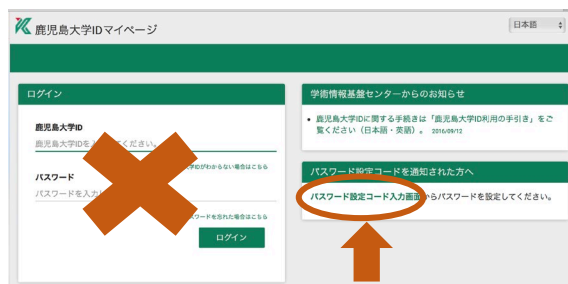 鹿児島大学IDマイページ
日本語
ログイン
鹿児島大学ID
鹿児島大学IDを
ください。
学IDがわからない場合はこちら
パスワード
パスワードを入力
ワードを忘れた場合はこちら
ログイン
学術情報基盤センターからのお知らせ
• 鹿児島大学IDに関する手続きは「鹿児島大学ID利用の手引き」をご
覧ください（日本語・英語）。 2016/09/12
パスワード設定コードを通知された方へ
パスワード設定コード入力画面からパスワードを設定してください。